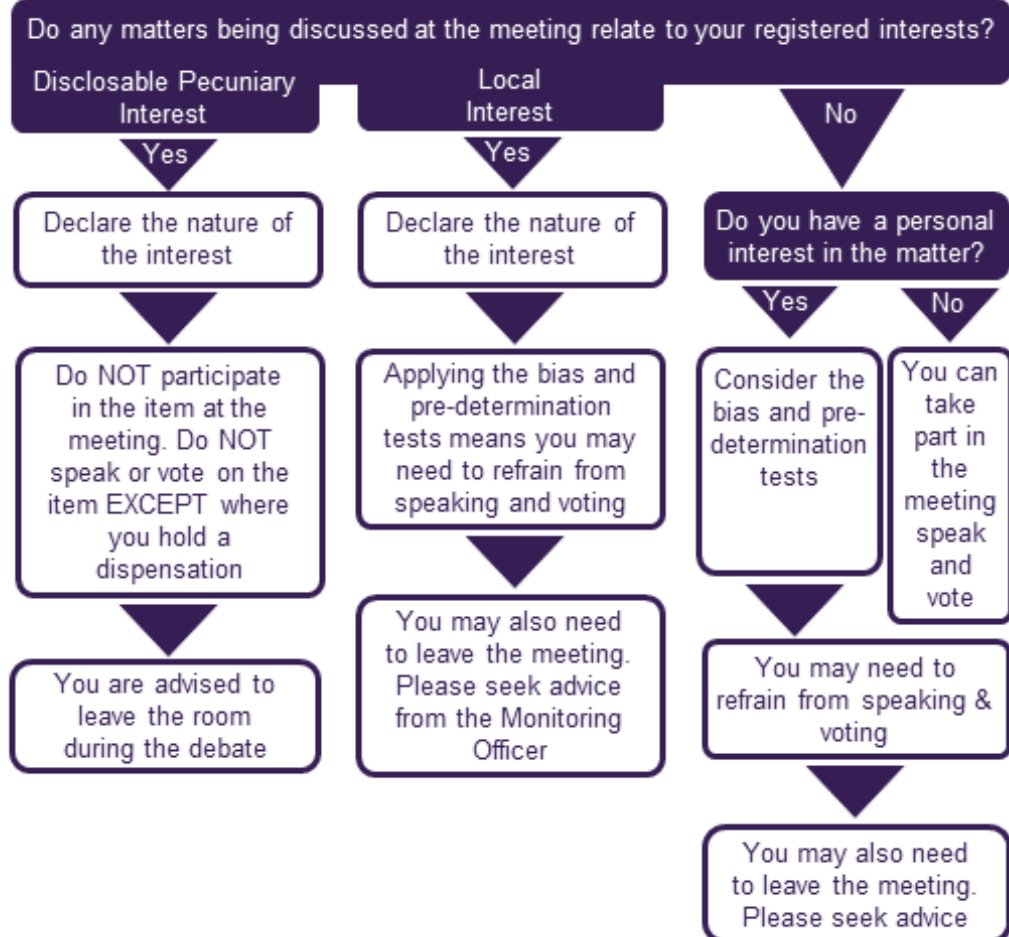 Do any matters being discussed at the meeting relate to your registered interests?
Disclosable Pecuniary
Interest
Yes
Declare the nature of
the interest
Do NOT participate
in the item at the
meeting. Do NOT
speak or vote on the
item EXCEPT where
you hold a
dispensation
You are advised to
leave the room
during the debate
Local
Interest
Yes
Declare the nature of
the interest
Applying the bias and
pre-determination
tests means you may
need to refrain from
speaking and voting
You may also need
to leave the meeting.
Please seek advice
from the Monitoring
Officer
No
Do you have a personal
interest in the matter?
Yes
Consider the
bias and pre-
determination
tests
You may need to
refrain from speaking &
voting
You may also need
to leave the meeting.
Please seek advice
No
You can
take
part in
the
meeting
speak
and
vote